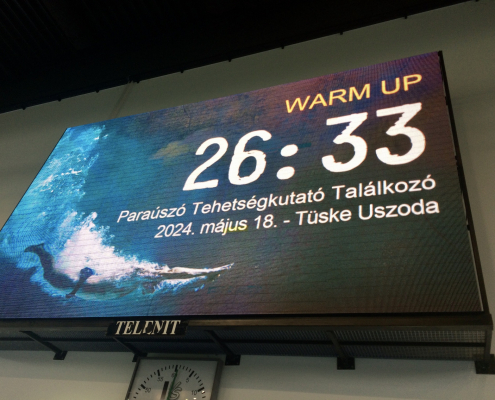 WARM UP
26:33
Paraúszó Tehetségkutató Találkozó
2024. május 18. - Tüske Uszoda
TELENIT